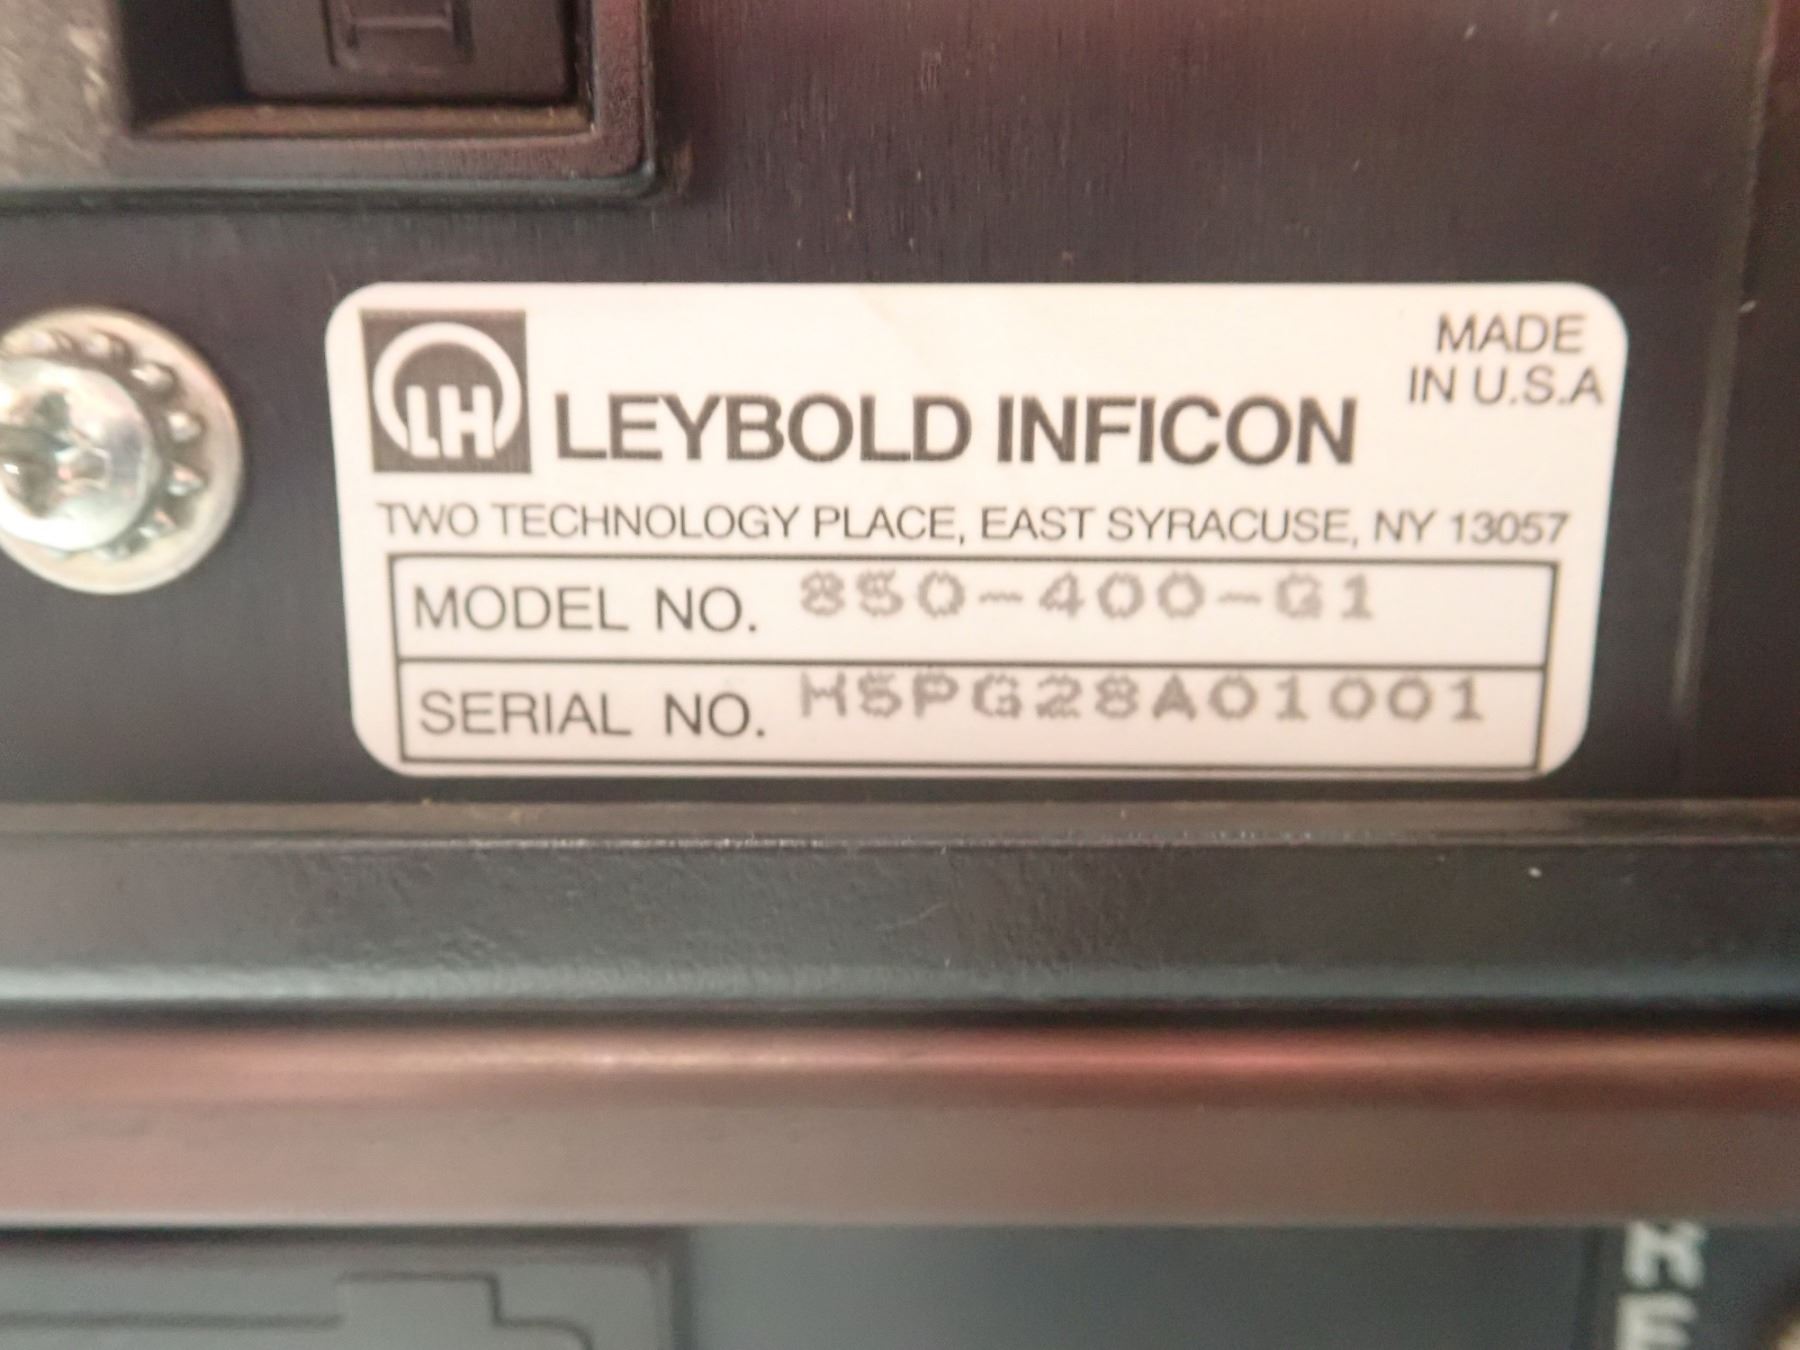 LH LEYBOLD INFICON
MADE
IN U.S.A
TWO TECHNOLOGY PLACE, EAST SYRACUSE, NY 13057
MODEL NO. 850-400-G1
SERIAL NO. HSPG28A01001